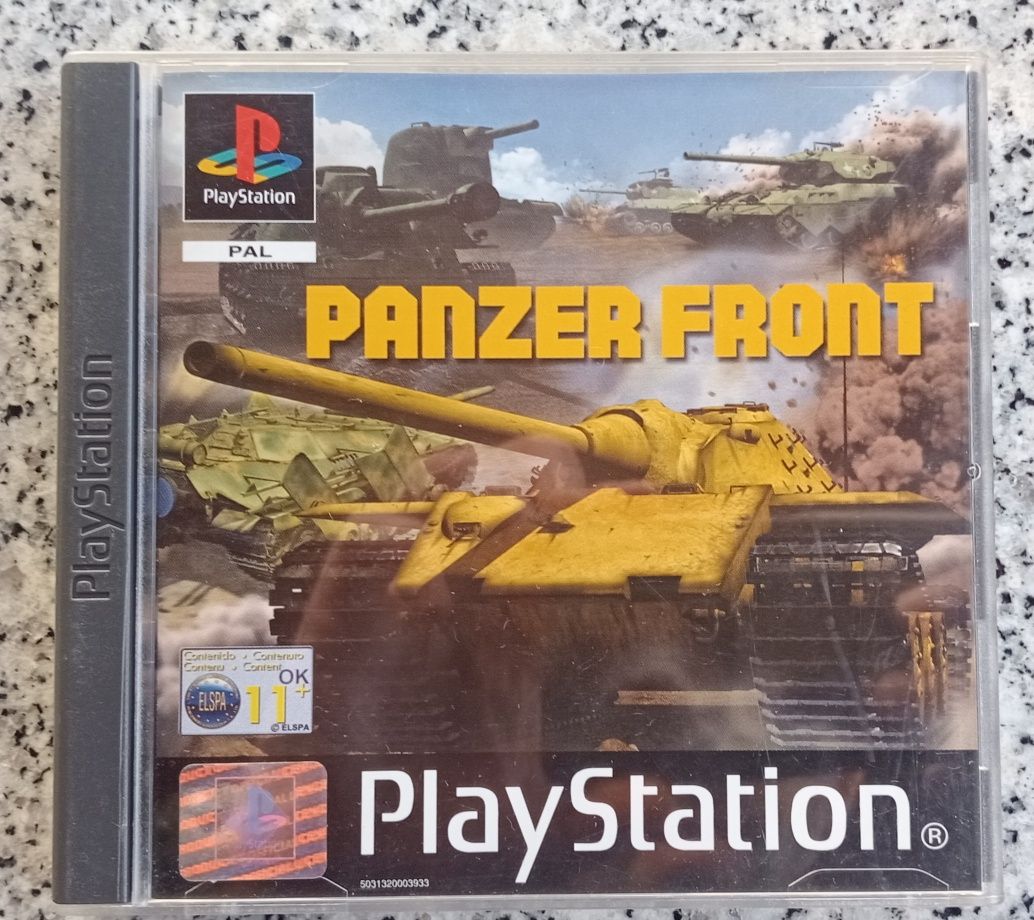 PlayStation
PlayStation
PAL
PANZER FRONT
Contenido • Contenuto
Contenu • Content
OK
ELSPA
11+
© ELSPA
PlayStation®
5031320003933